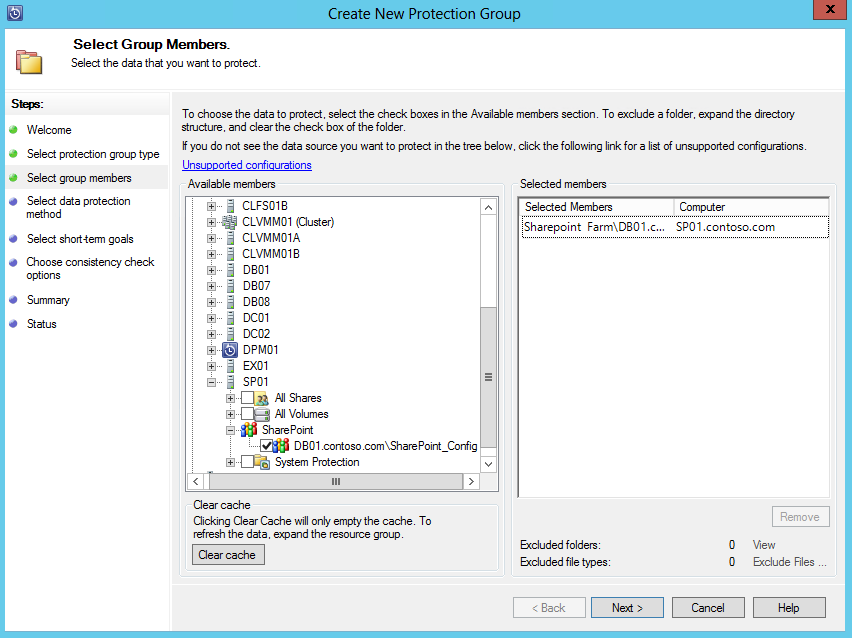 Create New Protection Group
x
Select Group Members.
Select the data that you want to protect.
Steps:
Welcome
Select protection group type
Select group members
Select data protection
method
Select short-term goals
Choose consistency check
options
Summary
Status
To choose the data to protect, select the check boxes in the Available members section. To exclude a folder, expand the directory
structure, and clear the check box of the folder.
If you do not see the data source you want to protect in the tree below, click the following link for a list of unsupported configurations.
Unsupported configurations
Available members
CLFS01B
CLVMM01 (Cluster)
CLVMM01A
CLVMM01B
DB01
DB07
DB08
DC01
DC02
DPM01
EX01
SP01
All Shares
All Volumes
SharePoint
DB01.contoso.com\SharePoint_Config
System Protection
Clear cache
Clicking Clear Cache will only empty the cache. To
refresh the data, expand the resource group.
Clear cache
Selected members
Selected Members Computer
Sharepoint Farm\DB01.c... SP01.contoso.com
Remove
Excluded folders: 0 View
Excluded file types: 0 Exclude Files ...
< Back Next > Cancel Help